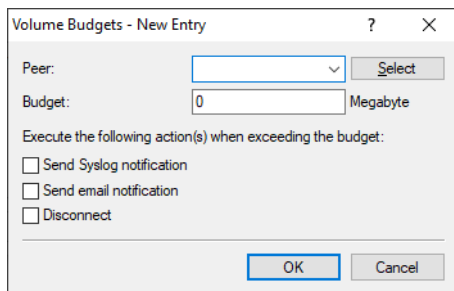 Volume Budgets - New Entry ? ×
Peer: Select
Budget: 0 Megabyte
Execute the following action(s) when exceeding the budget:
Send Syslog notification
Send email notification
Disconnect
OK Cancel